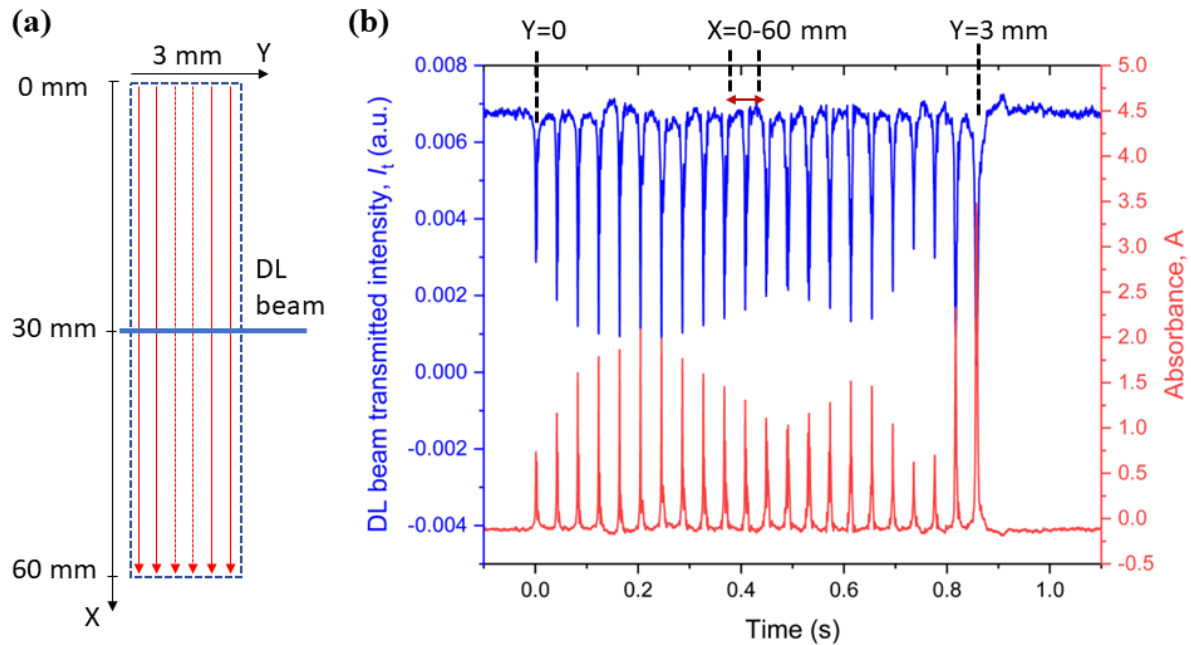 (a)
3 mm
Y
0 mm
DL
beam
30 mm
60 mm
X
(b)
Y=0
X=0-60 mm
Y=3 mm
DL beam transmitted intensity, Iₜ (a.u.)
0.008
0.006
0.004
0.002
0.000
-0.002
-0.004
5.0
4.5
4.0
3.5
3.0
2.5
2.0
1.5
1.0
0.5
0.0
-0.5
Absorbance, A
0.0 0.2 0.4 0.6 0.8 1.0
Time (s)